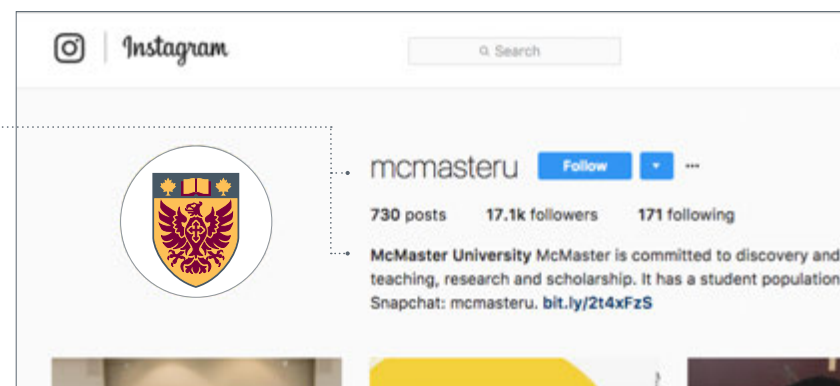 Instagram
Search
mcmasteru Follow
730 posts 17.1k followers 171 following
McMaster University McMaster is committed to discovery and
teaching, research and scholarship. It has a student population
Snapchat: mcmasteru. bit.ly/2t4xFzS